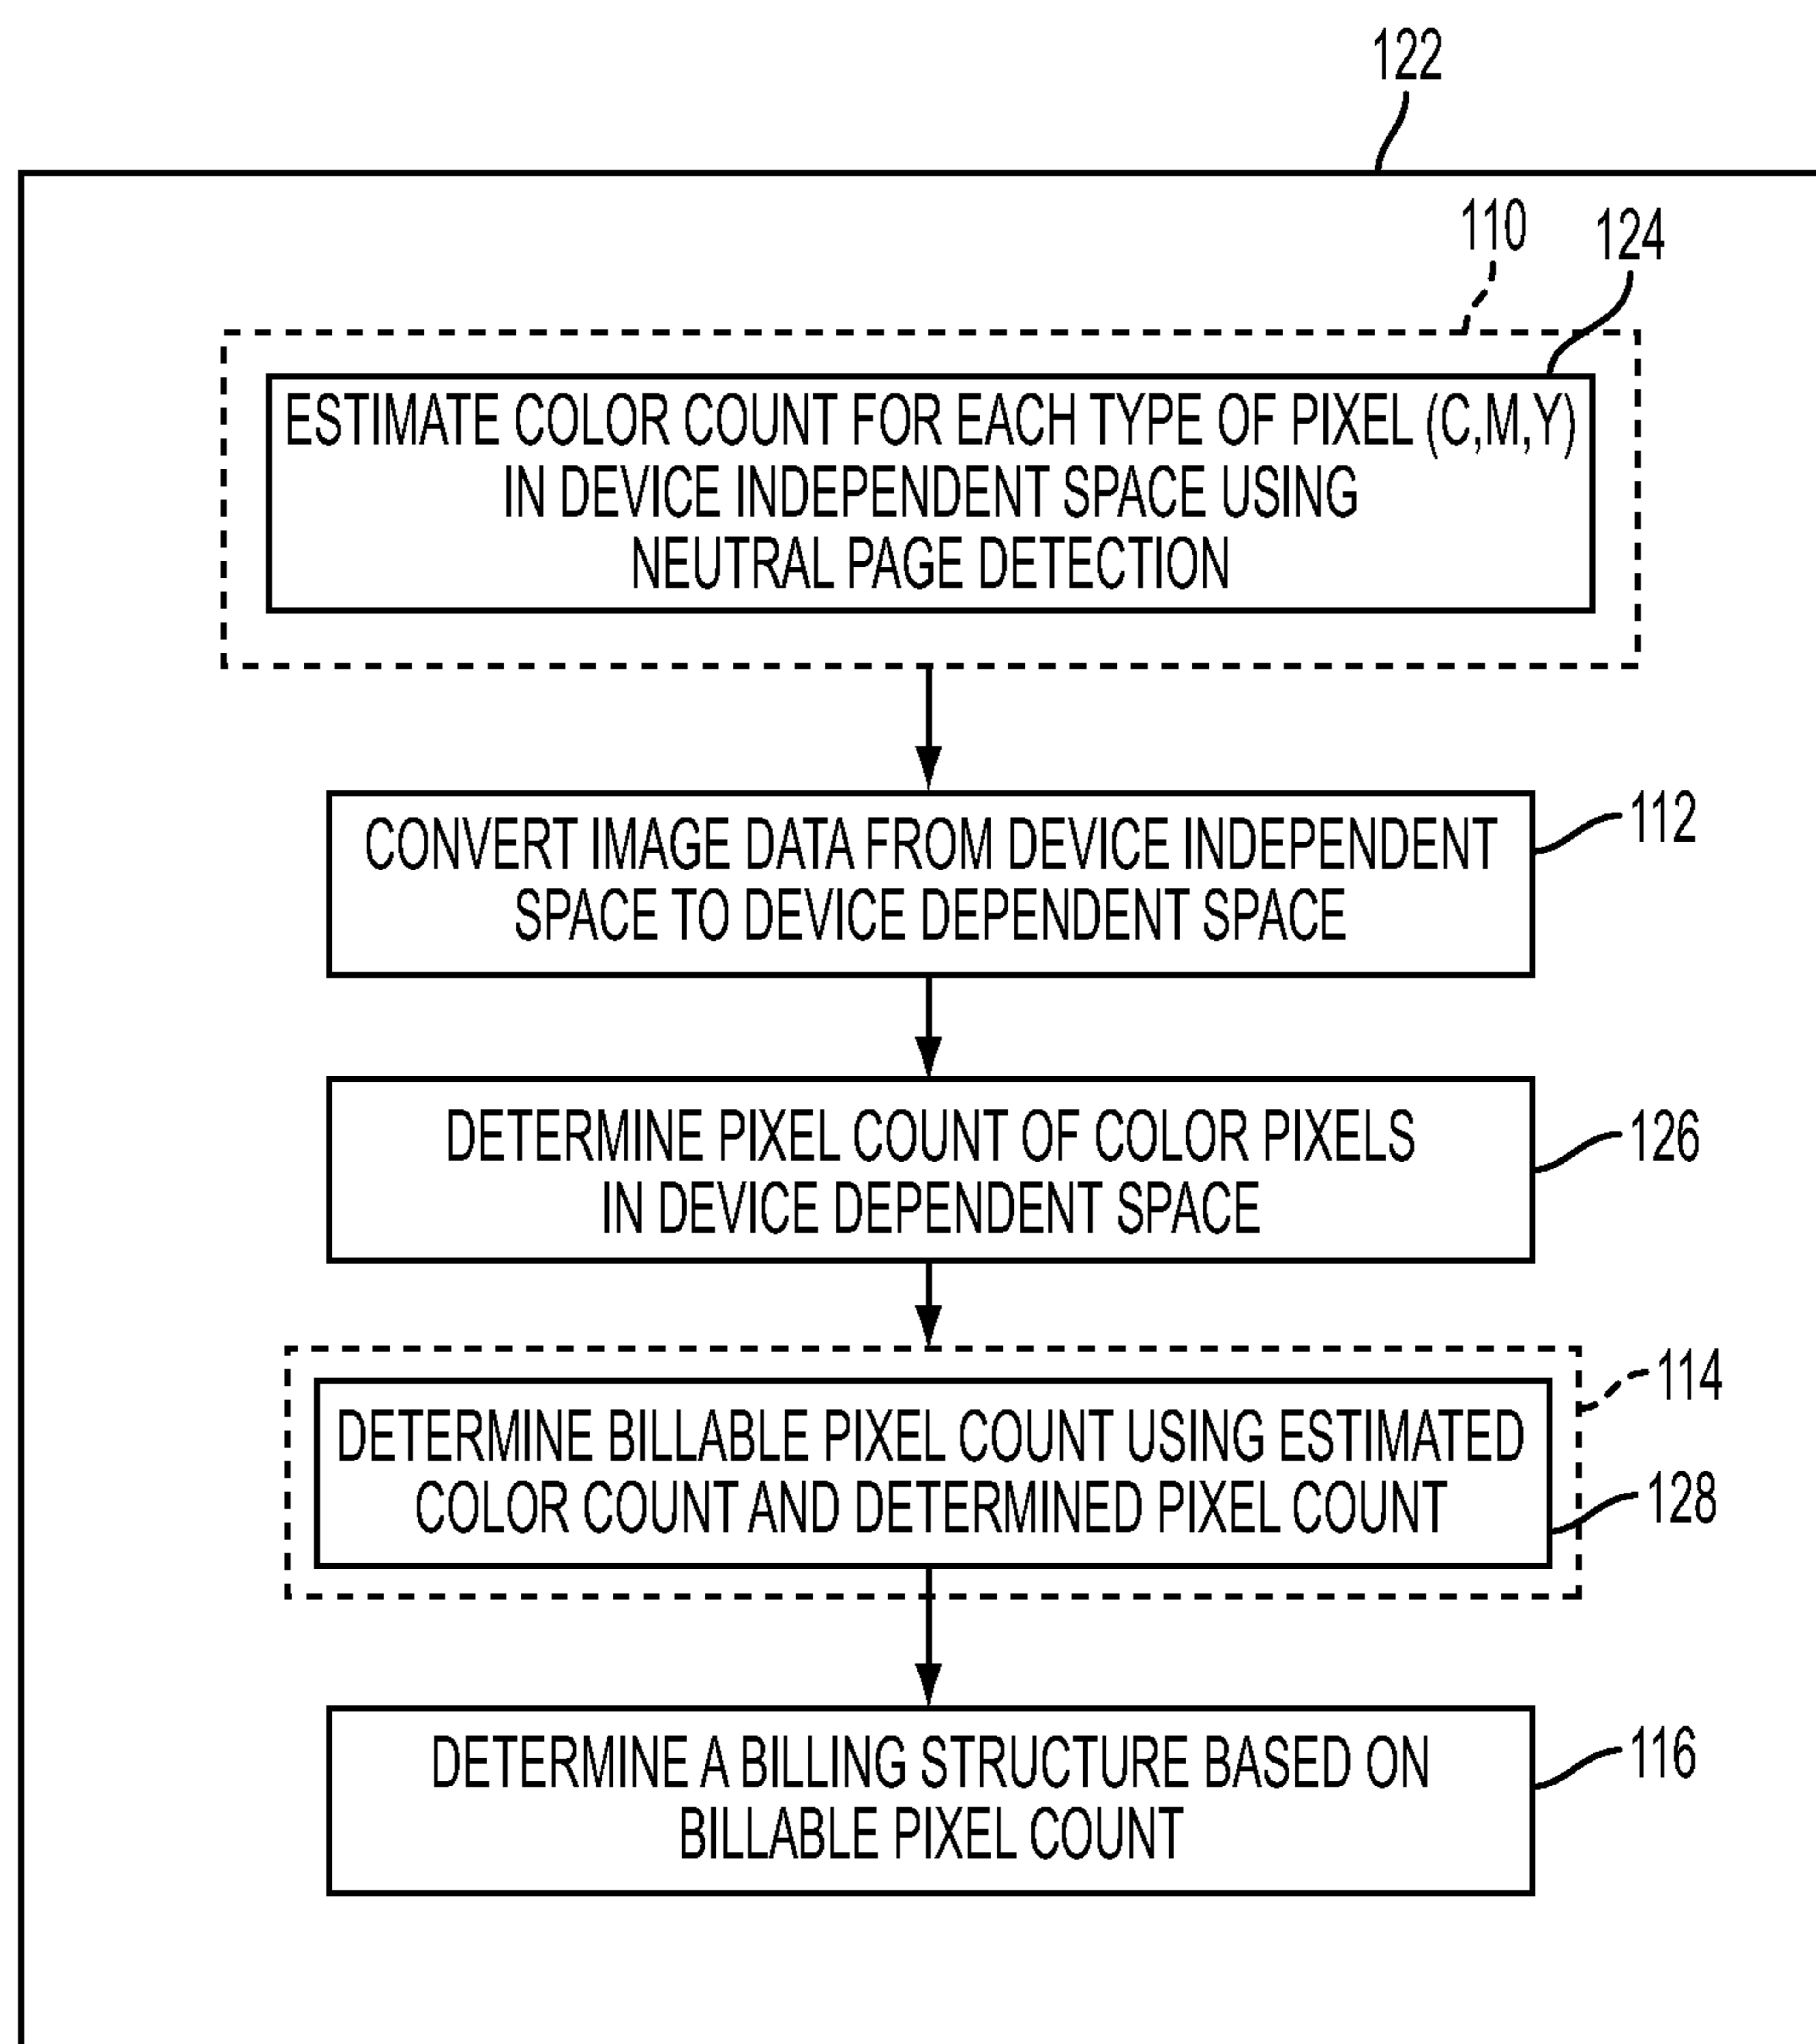 122
110
124
ESTIMATE COLOR COUNT FOR EACH TYPE OF PIXEL (C,M,Y)
IN DEVICE INDEPENDENT SPACE USING
NEUTRAL PAGE DETECTION
CONVERT IMAGE DATA FROM DEVICE INDEPENDENT
SPACE TO DEVICE DEPENDENT SPACE
112
DETERMINE PIXEL COUNT OF COLOR PIXELS
IN DEVICE DEPENDENT SPACE
126
114
DETERMINE BILLABLE PIXEL COUNT USING ESTIMATED
COLOR COUNT AND DETERMINED PIXEL COUNT
128
DETERMINE A BILLING STRUCTURE BASED ON
BILLABLE PIXEL COUNT
116